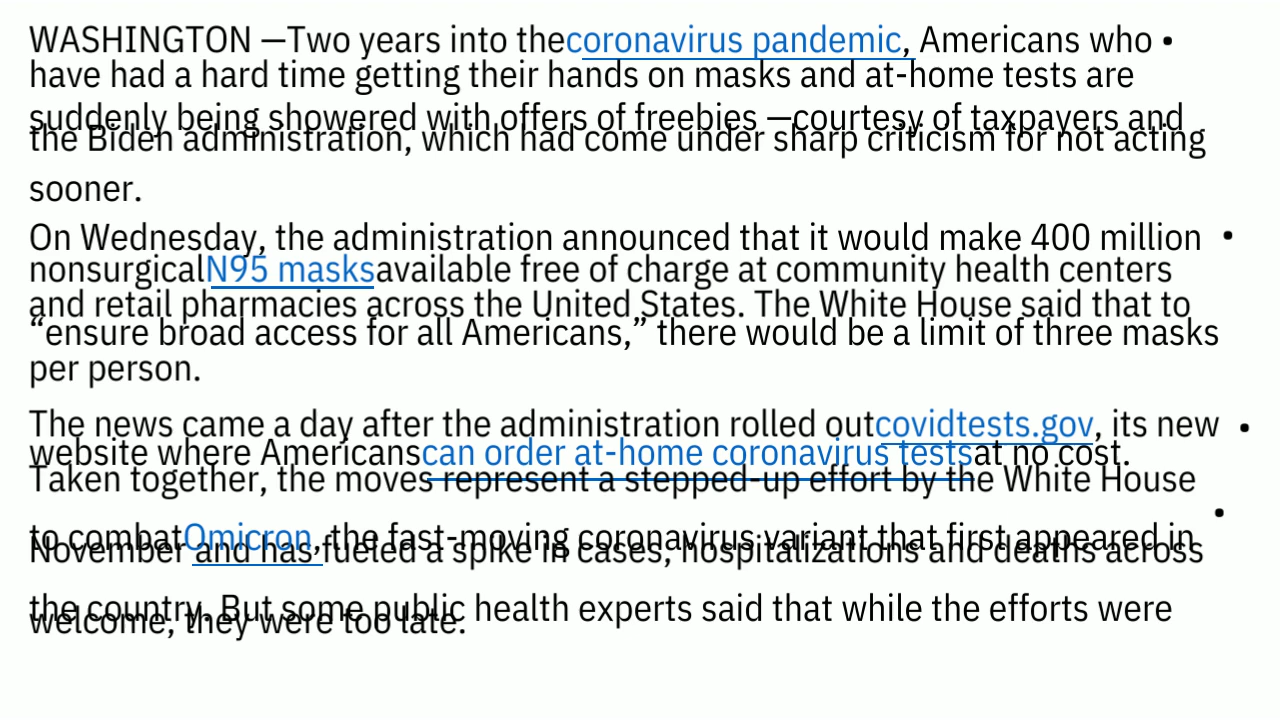 WASHINGTON —Two years into thecoronavirus pandemic, Americans who •
have had a hard time getting their hands on masks and at-home tests are
suddenly being showered with offers of freebies —courtesy of taxpayers and
the Biden administration, which had come under sharp criticism for not acting
sooner.
On Wednesday, the administration announced that it would make 400 million •
nonsurgicalN95 masksavailable free of charge at community health centers
and retail pharmacies across the United States. The White House said that to
“ensure broad access for all Americans,” there would be a limit of three masks
per person.
The news came a day after the administration rolled outcovidtests.gov, its new •
website where Americanscan order at-home coronavirus testsat no cost.
Taken together, the moves represent a stepped-up effort by the White House
•
to combatOmicron, the fast-moving coronavirus variant that first appeared in
November and has fueled a spike in cases, hospitalizations and deaths across
the country. But some public health experts said that while the efforts were
welcome, they were too late.